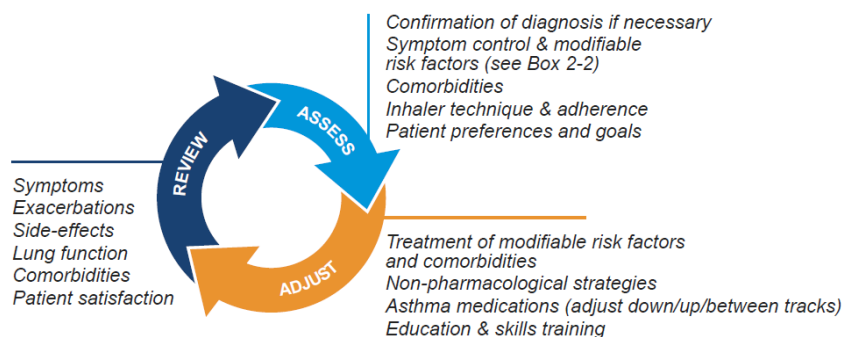 Confirmation of diagnosis if necessary
Symptom control & modifiable
risk factors (see Box 2-2)
Comorbidities
Inhaler technique & adherence
Patient preferences and goals
ASSESS
REVIEW
Symptoms
Exacerbations
Side-effects
Lung function
Comorbidities
Patient satisfaction
ADJUST
Treatment of modifiable risk factors
and comorbidities
Non-pharmacological strategies
Asthma medications (adjust down/up/between tracks)
Education & skills training